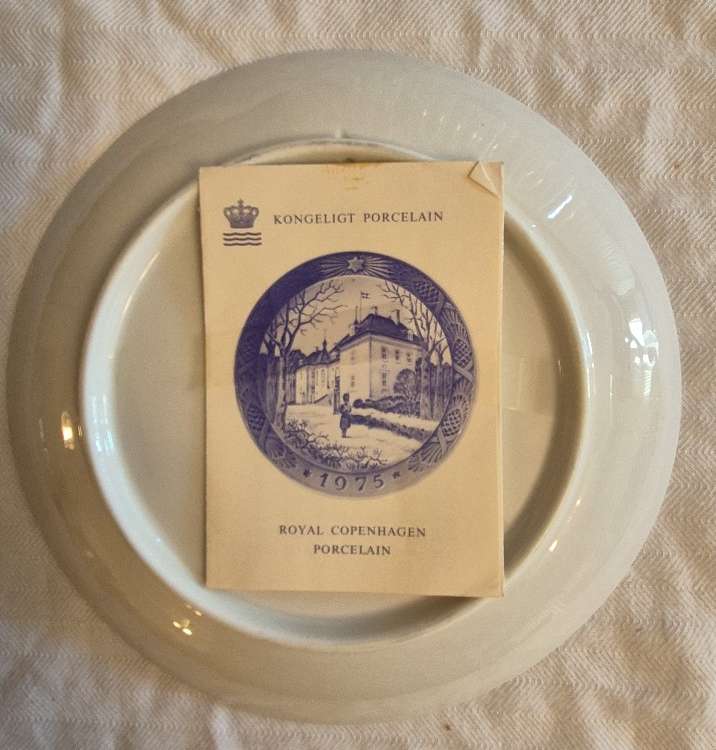 KONGELIGT PORCELAIN
1975
ROYAL COPENHAGEN
PORCELAIN